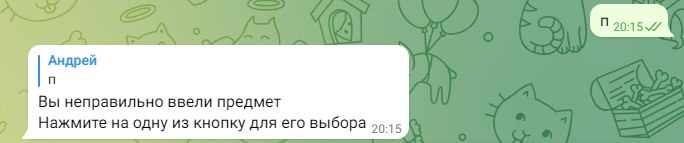 п 20:15
Андрей
п
Вы неправильно ввели предмет
Нажмите на одну из кнопку для его выбора 20:15